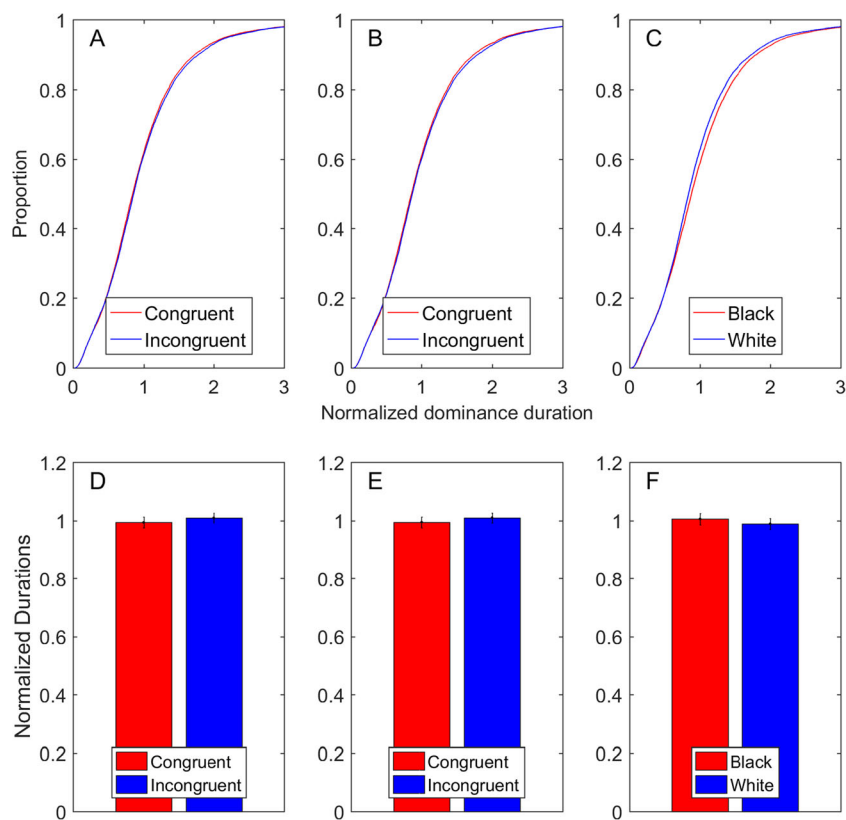 A
B
C
1
0.8
0.6
0.4
0.2
0
Proportion
Congruent
Incongruent
0
1
2
3
1
0.8
0.6
0.4
0.2
0
Congruent
Incongruent
0
1
2
3
1
0.8
0.6
0.4
0.2
0
Black
White
0
1
2
3
Normalized dominance duration
D
E
F
1.2
1
0.8
0.6
0.4
0.2
0
Normalized Durations
Congruent
Incongruent
1.2
1
0.8
0.6
0.4
0.2
0
Congruent
Incongruent
1.2
1
0.8
0.6
0.4
0.2
0
Black
White